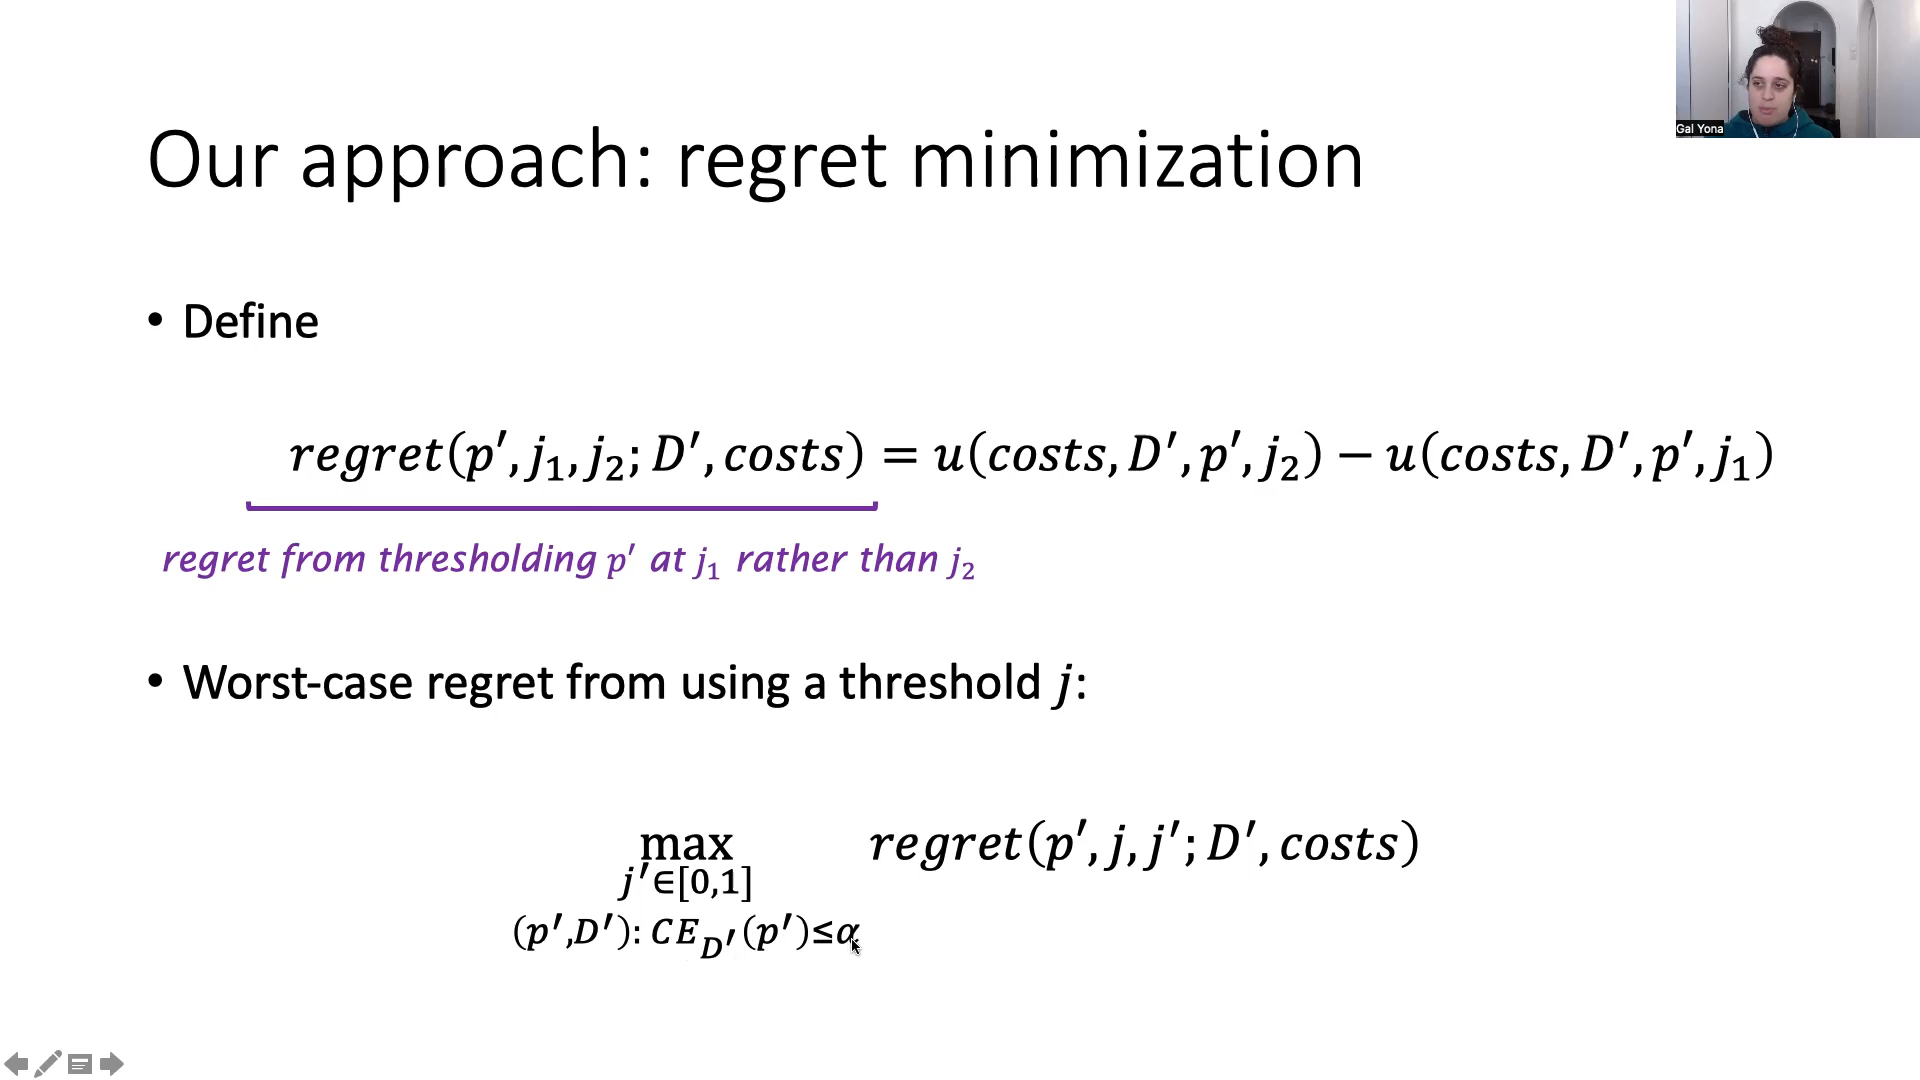 Gal Yona
Our approach: regret minimization
• Define
regret(p′, j₁, j₂; D′, costs) = u(costs, D′, p′, j₂) − u(costs, D′, p′, j₁)
regret from thresholding p′ at j₁ rather than j₂
• Worst-case regret from using a threshold j:
max regret(p′, j, j′; D′, costs)
j′∈[0,1]
(p′,D′): CE_D′(p′)≤α